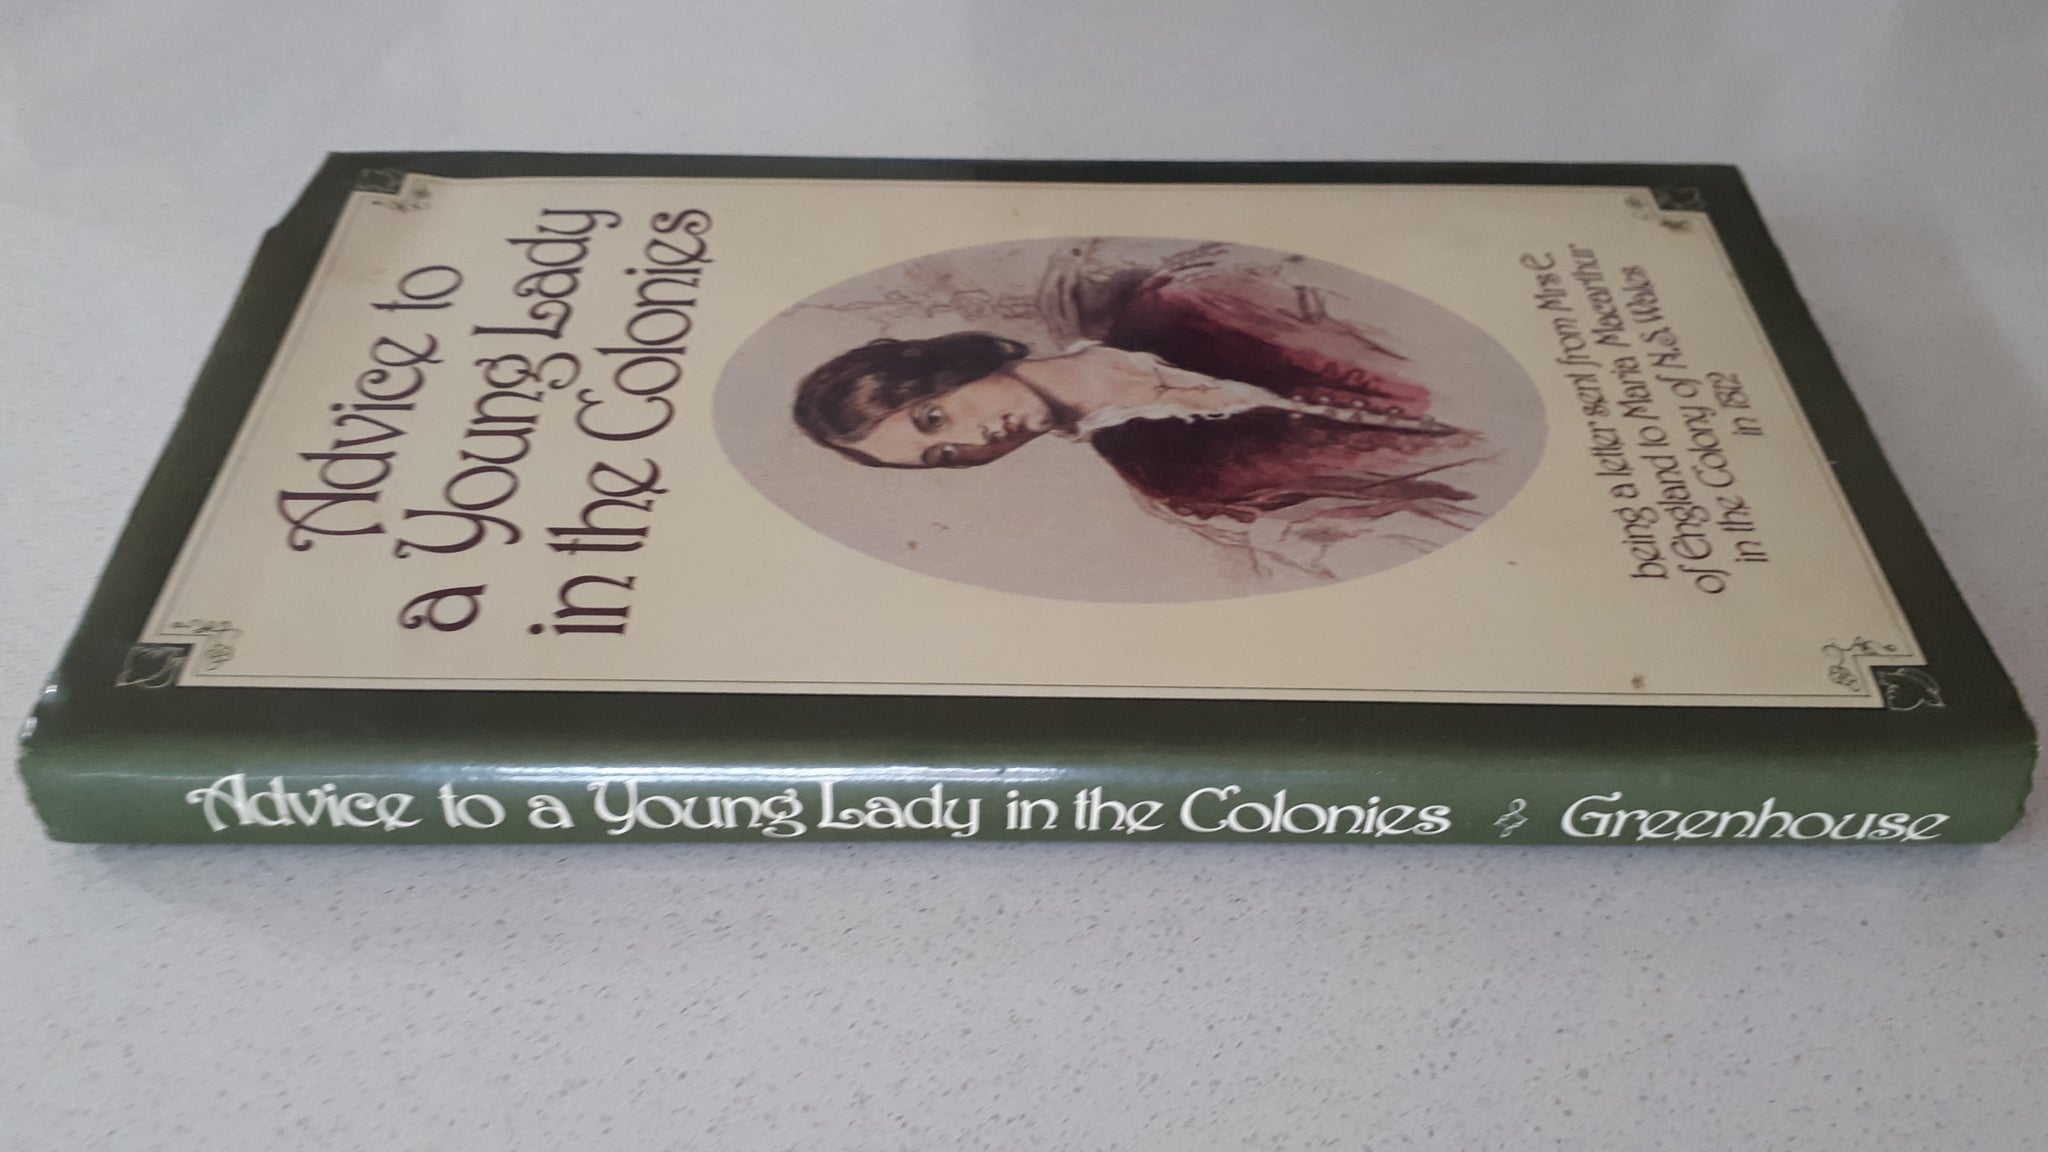 Advice to
a Young Lady
in the Colonies
being a letter sent from Mrs E.
of England to Maria Macarthur
in the Colony of N.S. Wales
in 1812
Advice to a Young Lady in the Colonies Greenhouse